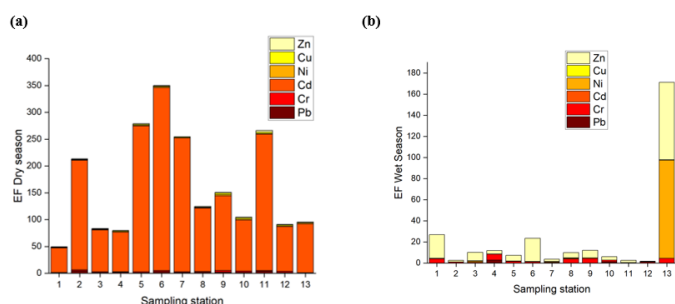 (a)
EF Dry season
400
350
300
250
200
150
100
50
0
Zn
Cu
Ni
Cd
Cr
Pb
1 2 3 4 5 6 7 8 9 10 11 12 13
Sampling station
(b)
EF Wet Season
180
160
140
120
100
80
60
40
20
0
Zn
Cu
Ni
Cd
Cr
Pb
1 2 3 4 5 6 7 8 9 10 11 12 13
Sampling station